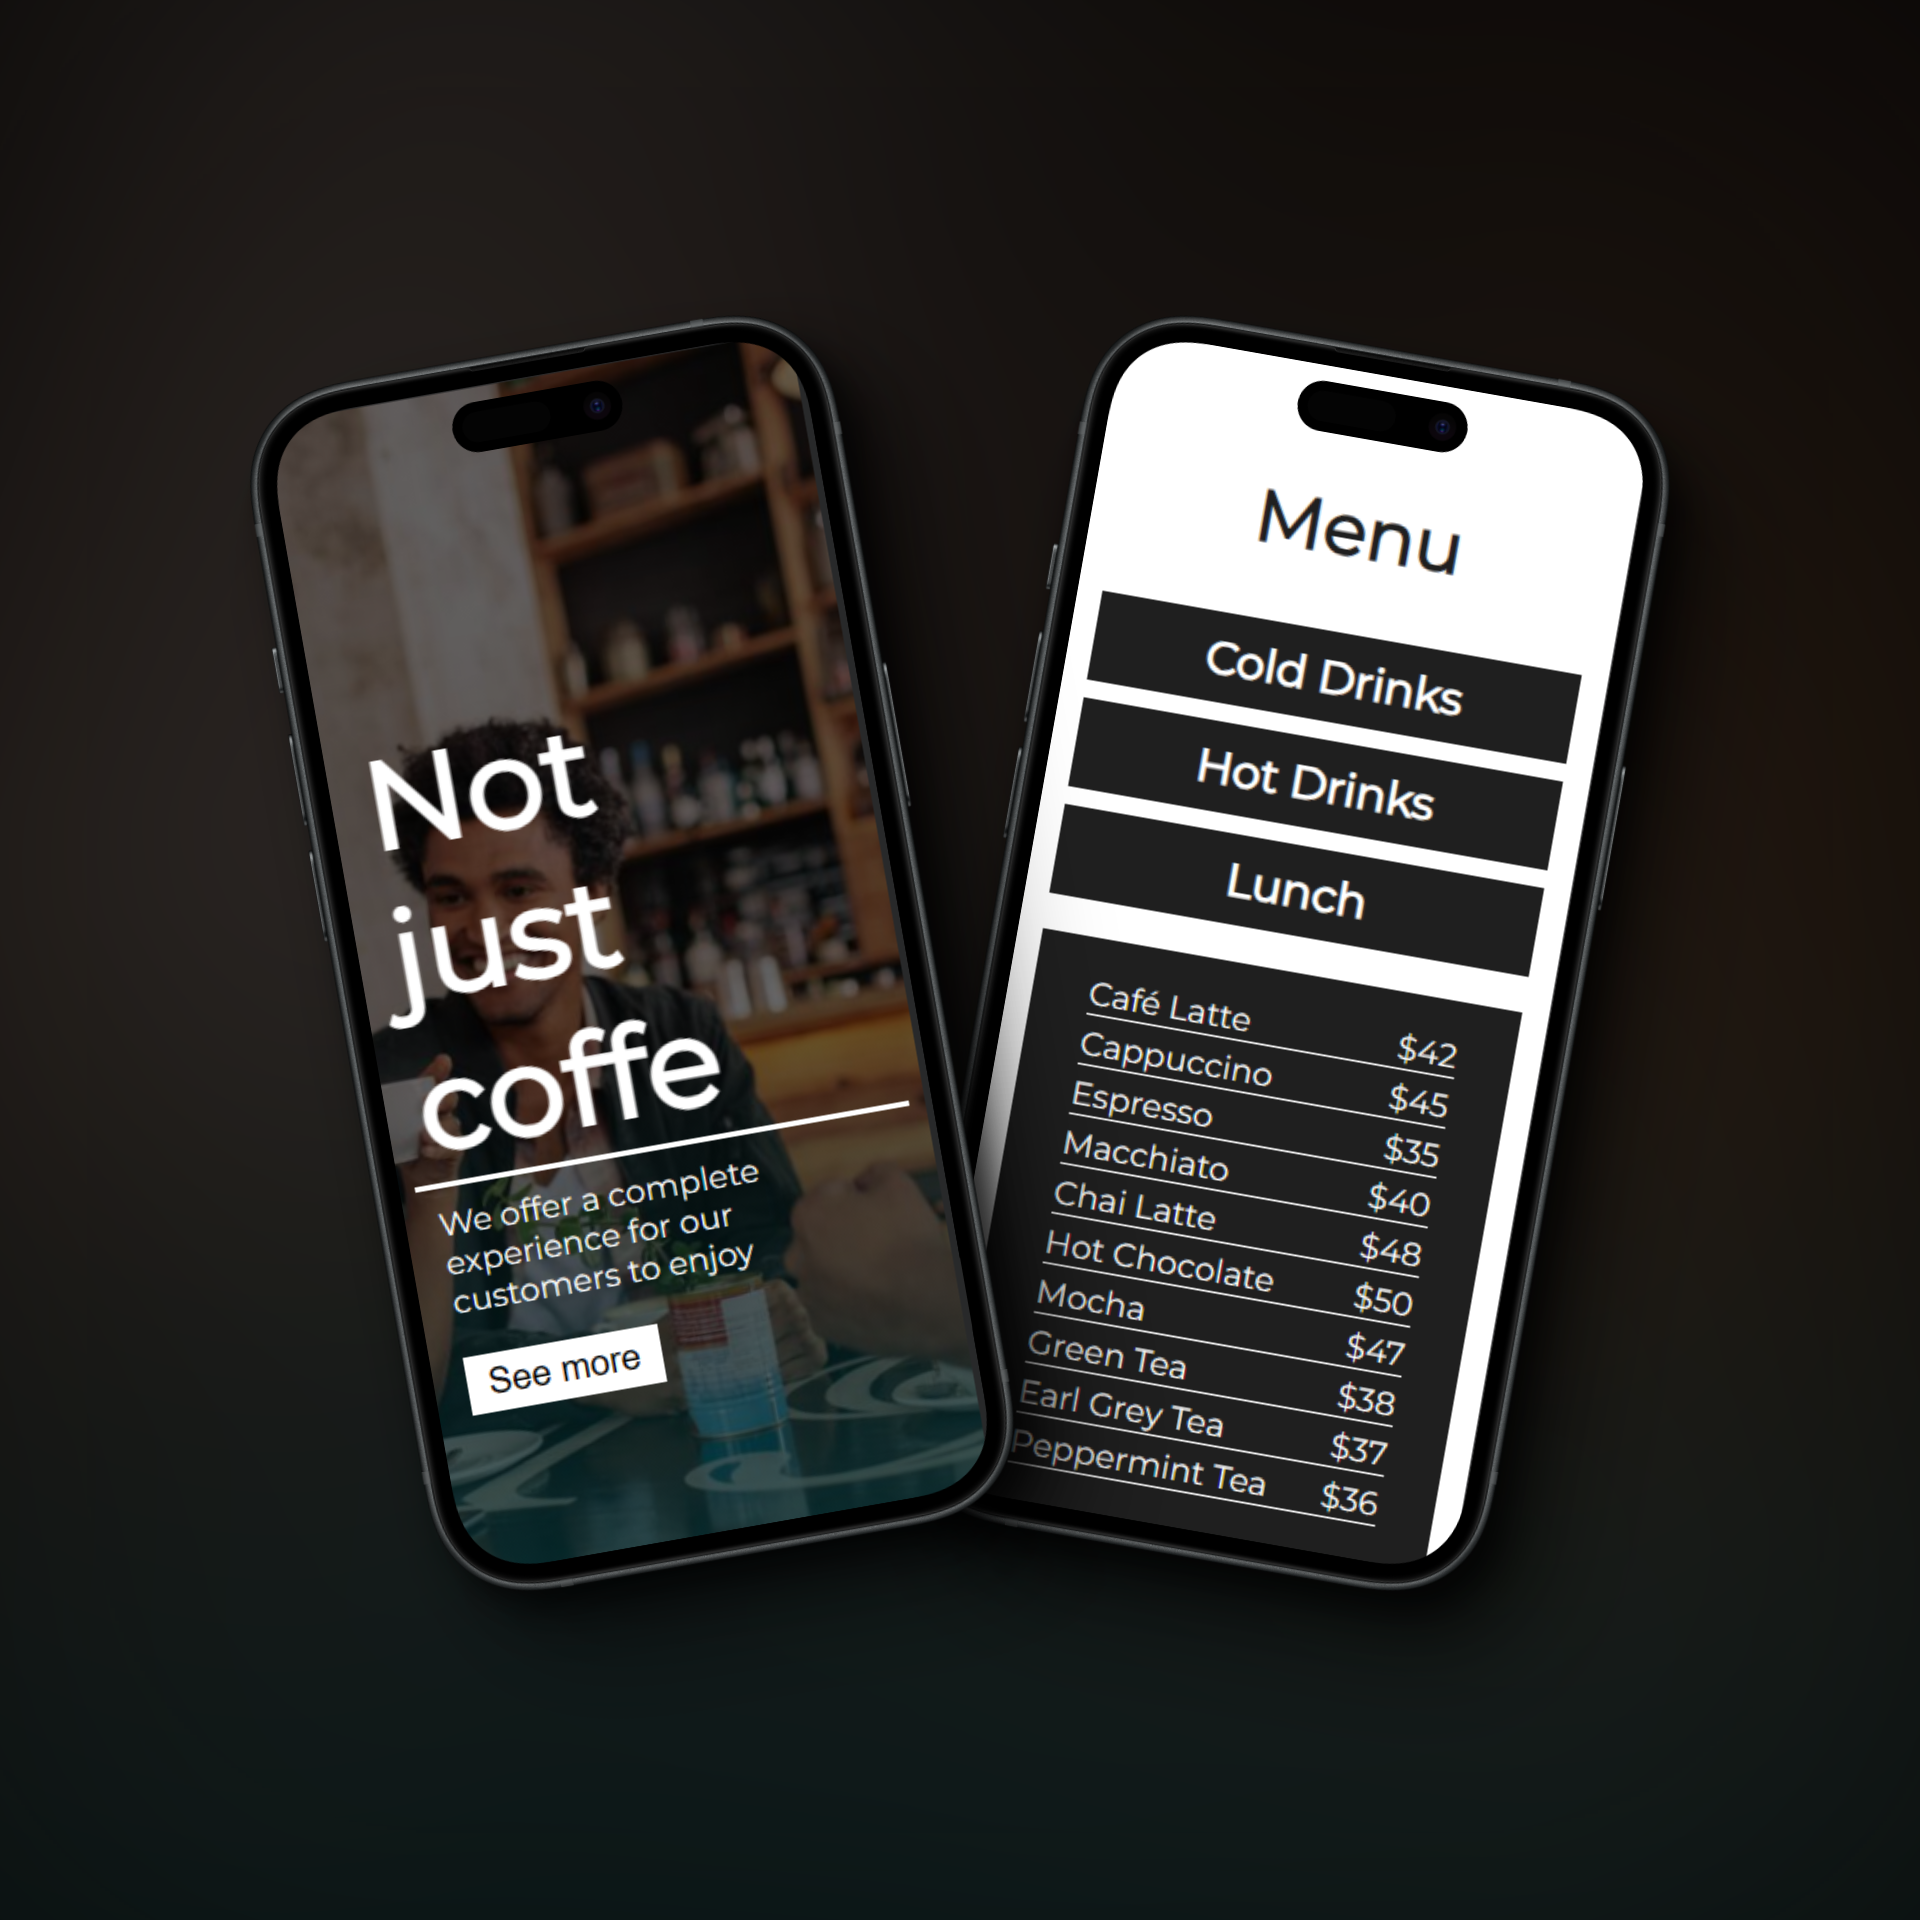 Not
just
coffe
We offer a complete
experience for our
customers to enjoy
See more
Menu
Cold Drinks
Hot Drinks
Lunch
Café Latte $42
Cappuccino $45
Espresso $35
Macchiato $40
Chai Latte $48
Hot Chocolate $50
Mocha $47
Green Tea $38
Earl Grey Tea $37
Peppermint Tea $36